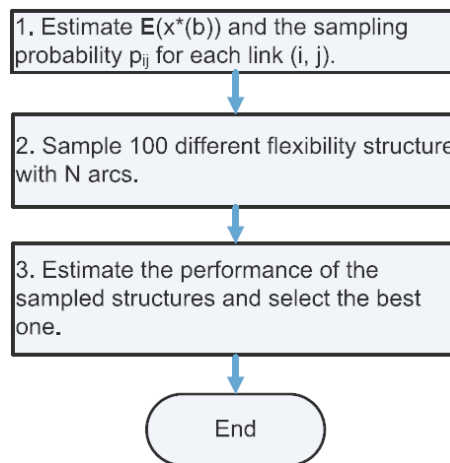 1. Estimate E(x*(b)) and the sampling
probability pij for each link (i, j).
2. Sample 100 different flexibility structure
with N arcs.
3. Estimate the performance of the
sampled structures and select the best
one.
End